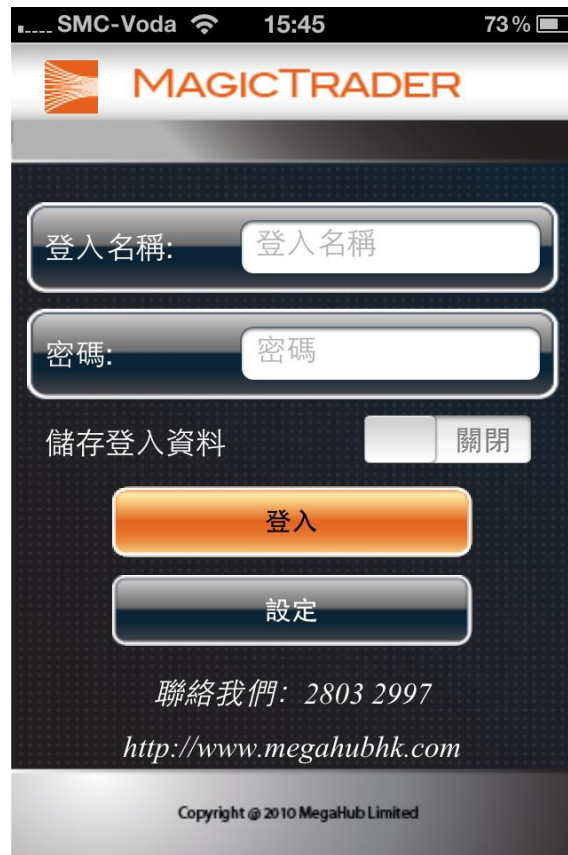 SMC-Voda 15:45 73%
MAGICTRADER
登入名稱: 登入名稱
密碼: 密碼
儲存登入資料 關閉
登入
設定
聯絡我們: 2803 2997
http://www.megahubhk.com
Copyright @ 2010 MegaHub Limited